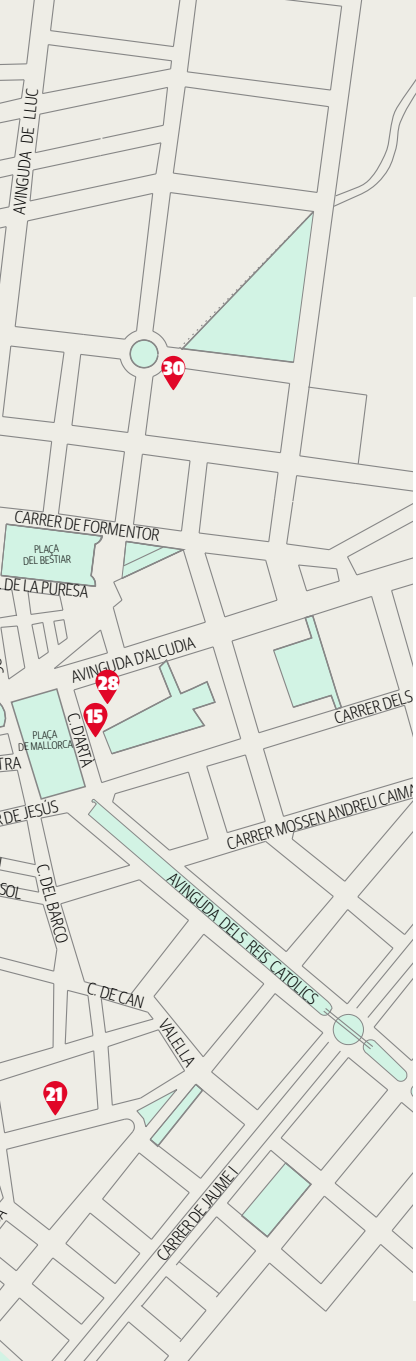 AVINGUDA DE LLUC
30
CARRER DE FORMENTOR
PLAÇA
DEL BESTIAR
DE LA PURESA
AVINGUDA D'ALCUDIA
28
15
C. D'ARTÀ
PLAÇA
DE MALLORCA
CARRER DELS
TRA
R DE JESÚS
CARRER MOSSEN ANDREU CAIMA
SOL
C. DEL BARCO
AVINGUDA DELS REIS CATOLICS
C. DE CAN
VALELLA
21
CARRER DE JAUME I